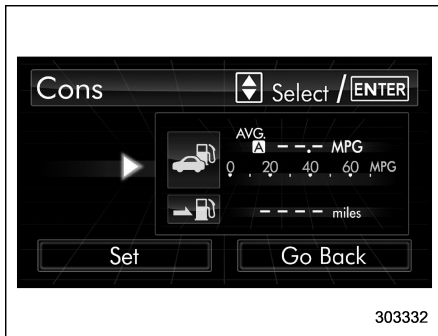 Cons Select / ENTER
AVG.
A --.- MPG
0 . 20 . 40 . 60 . MPG
---- miles
Set Go Back
303332